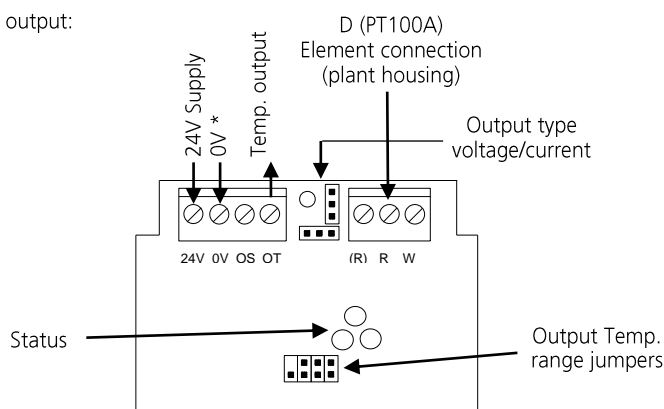 output:
D (PT100A)
Element connection
(plant housing)
24V Supply
0V *
Temp. output
Output type
voltage/current
24V 0V OS OT
(R) R W
Status
Output Temp.
range jumpers